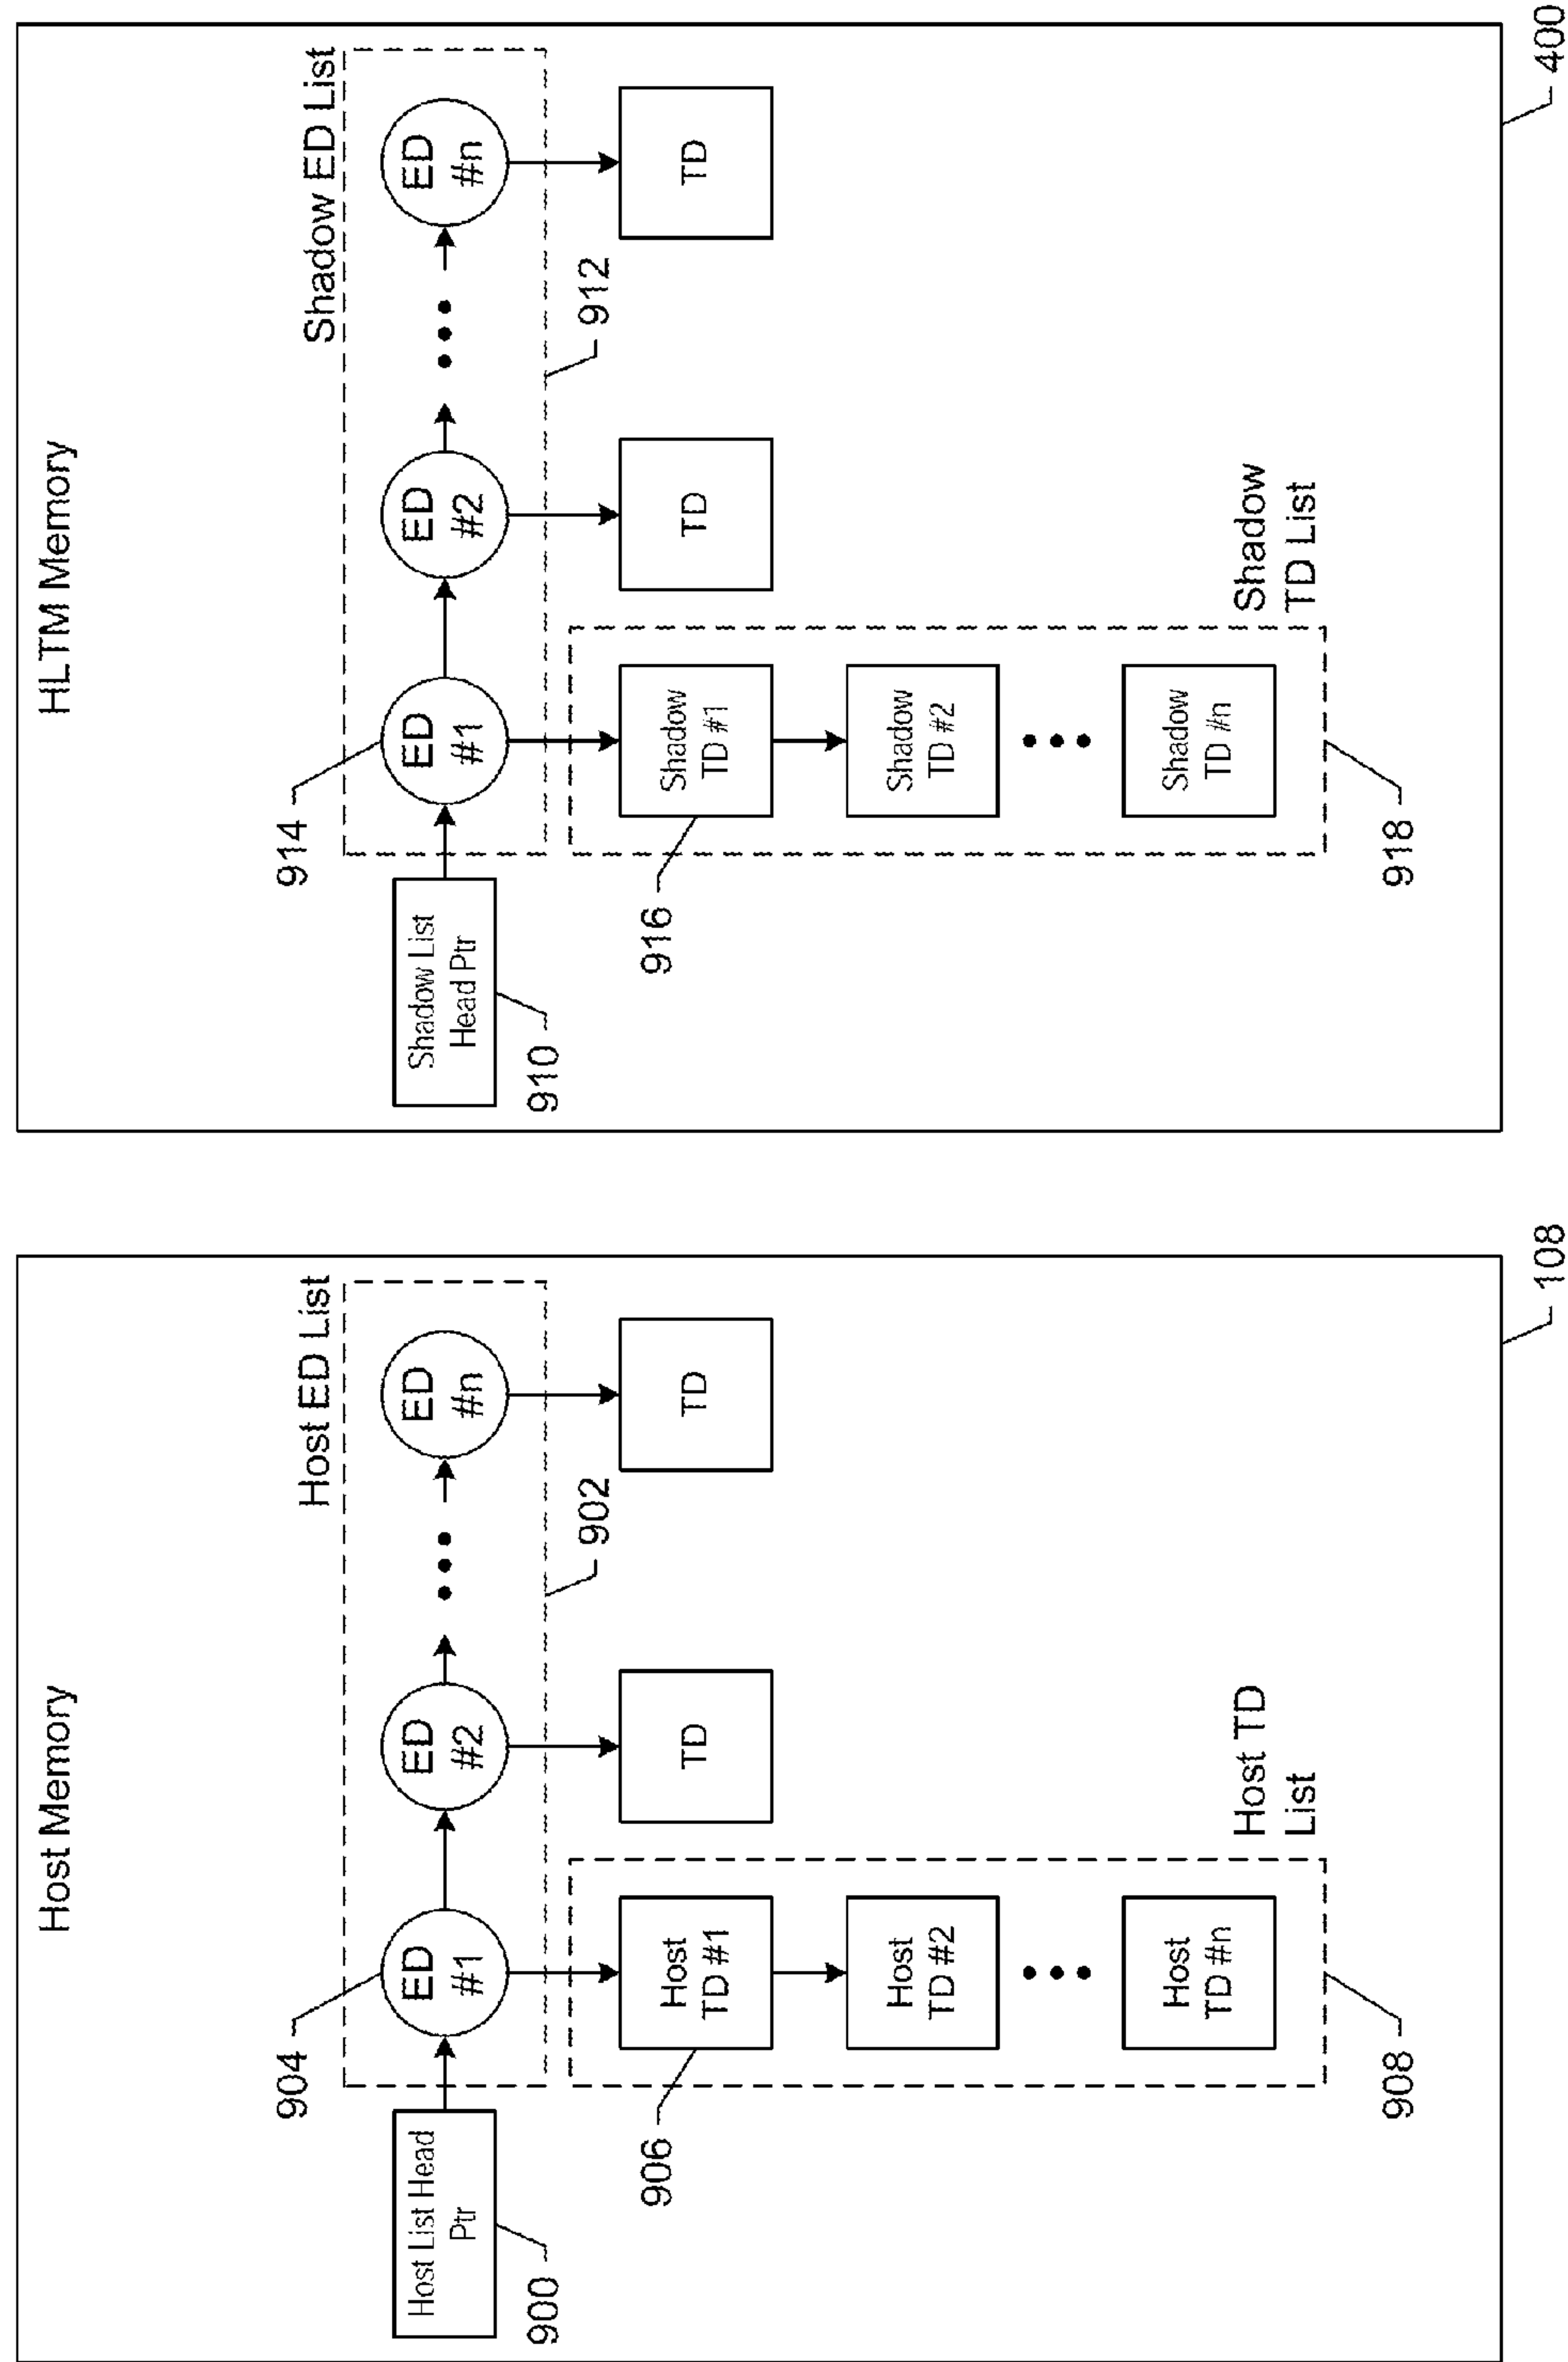 Host Memory
Host ED List
904
Host List Head
Ptr
900
ED
#1
ED
#2
ED
#n
902
906
Host
TD #1
TD
TD
Host
TD #2
Host
TD #n
Host TD
List
908
108
HLTM Memory
Shadow ED List
914
Shadow List
Head Ptr
910
ED
#1
ED
#2
ED
#n
912
916
Shadow
TD #1
TD
TD
Shadow
TD #2
Shadow
TD #n
Shadow
TD List
918
400